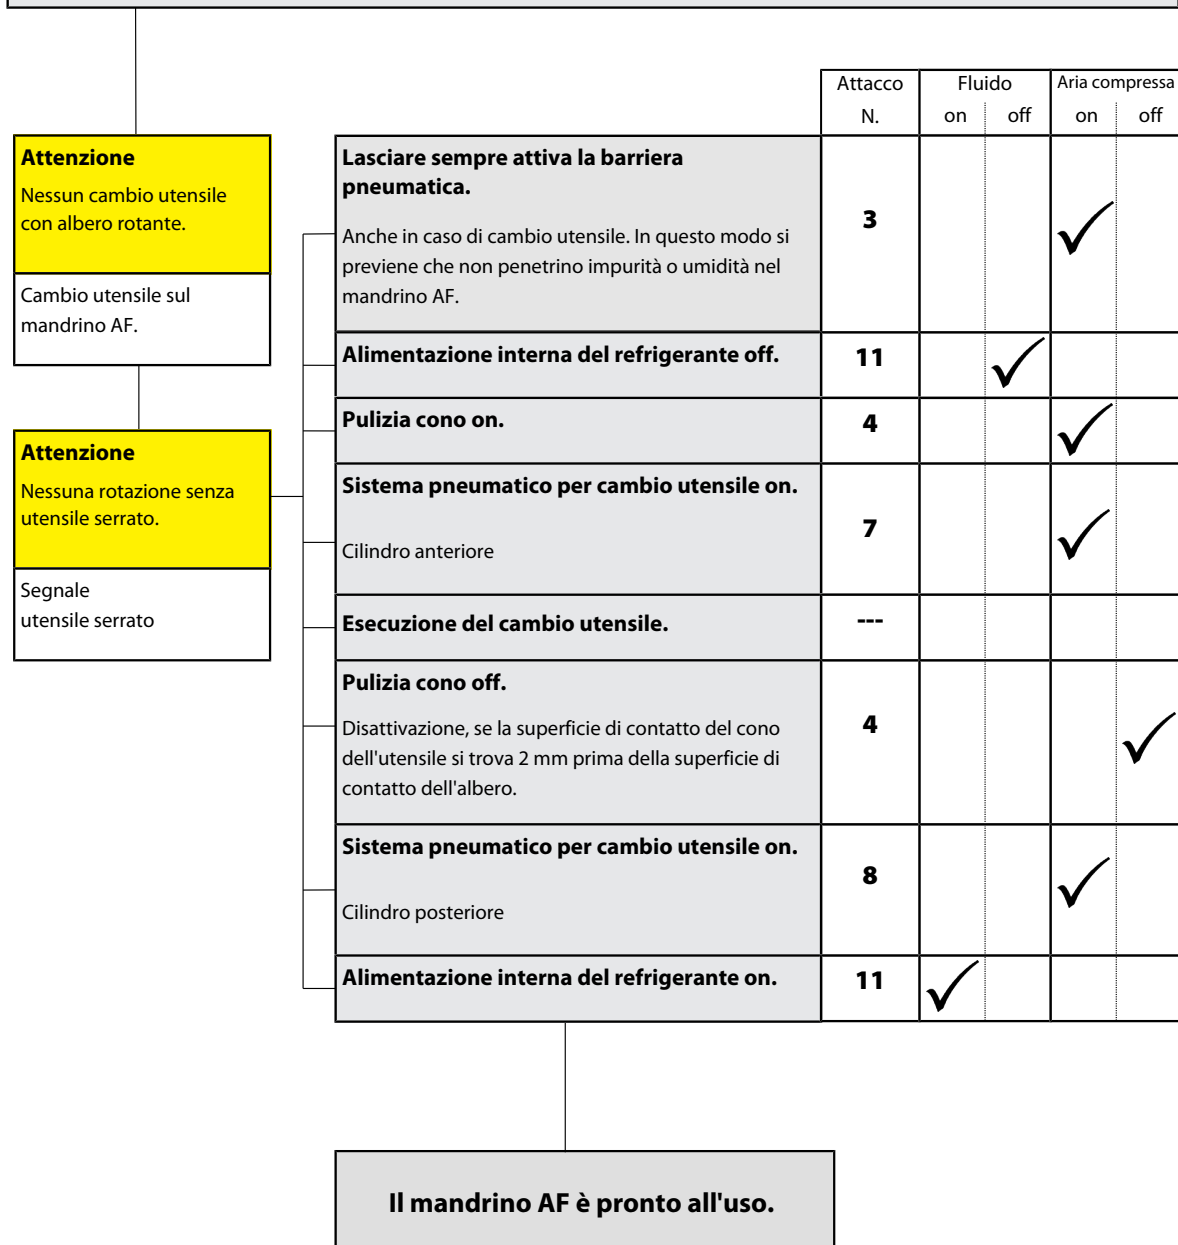 Attacco Fluido Aria compressa
N. on off on off
Attenzione
Nessun cambio utensile
con albero rotante.
Cambio utensile sul
mandrino AF.
Attenzione
Nessuna rotazione senza
utensile serrato.
Segnale
utensile serrato
Lasciare sempre attiva la barriera
pneumatica.
Anche in caso di cambio utensile. In questo modo si
previene che non penetrino impurità o umidità nel
mandrino AF.
3
Alimentazione interna del refrigerante off. 11
Pulizia cono on. 4
Sistema pneumatico per cambio utensile on.
Cilindro anteriore
7
Esecuzione del cambio utensile. ---
Pulizia cono off.
Disattivazione, se la superficie di contatto del cono
dell'utensile si trova 2 mm prima della superficie di
contatto dell'albero.
4
Sistema pneumatico per cambio utensile on.
Cilindro posteriore
8
Alimentazione interna del refrigerante on. 11
Il mandrino AF è pronto all'uso.